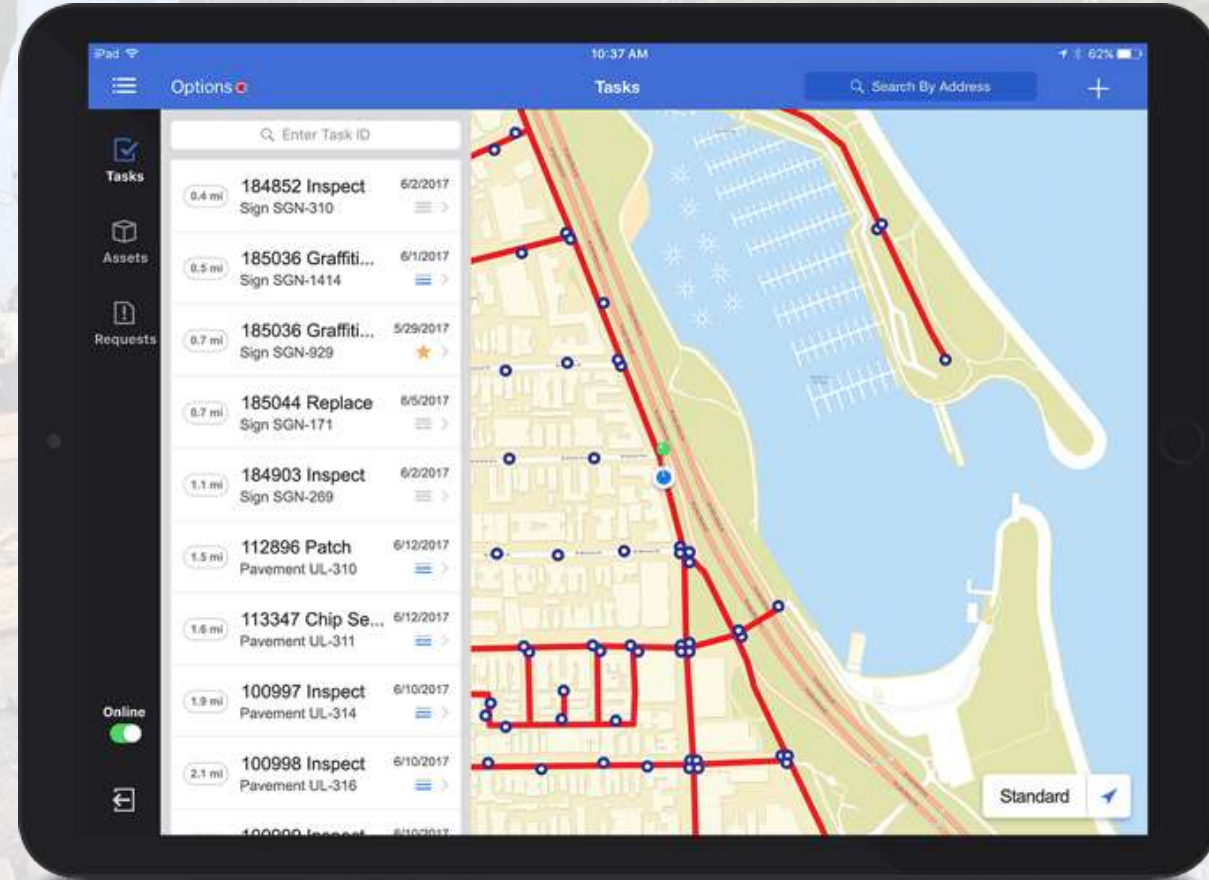 iPad
10:37 AM
62%
Options
Tasks
Search By Address
Tasks
Assets
Requests
Online
Enter Task ID
0.4 mi
184852 Inspect
6/2/2017
Sign SGN-310
0.5 mi
185036 Graffiti...
6/1/2017
Sign SGN-1414
0.7 mi
185036 Graffiti...
5/29/2017
Sign SGN-929
0.7 mi
185044 Replace
6/5/2017
Sign SGN-171
1.1 mi
184903 Inspect
6/2/2017
Sign SGN-269
1.5 mi
112896 Patch
6/12/2017
Pavement UL-310
1.6 mi
113347 Chip Se...
6/12/2017
Pavement UL-311
1.9 mi
100997 Inspect
6/10/2017
Pavement UL-314
2.1 mi
100998 Inspect
6/10/2017
Pavement UL-316
100999 Inspect
6/10/2017
Standard